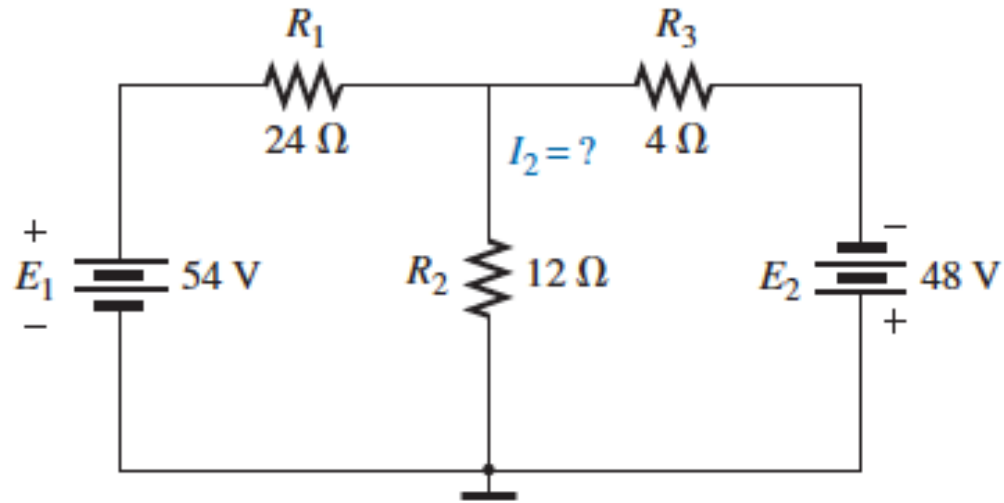 R₁
R₃
24 Ω
I₂ = ?
4 Ω
+
E₁
54 V
−
R₂
12 Ω
−
E₂
48 V
+